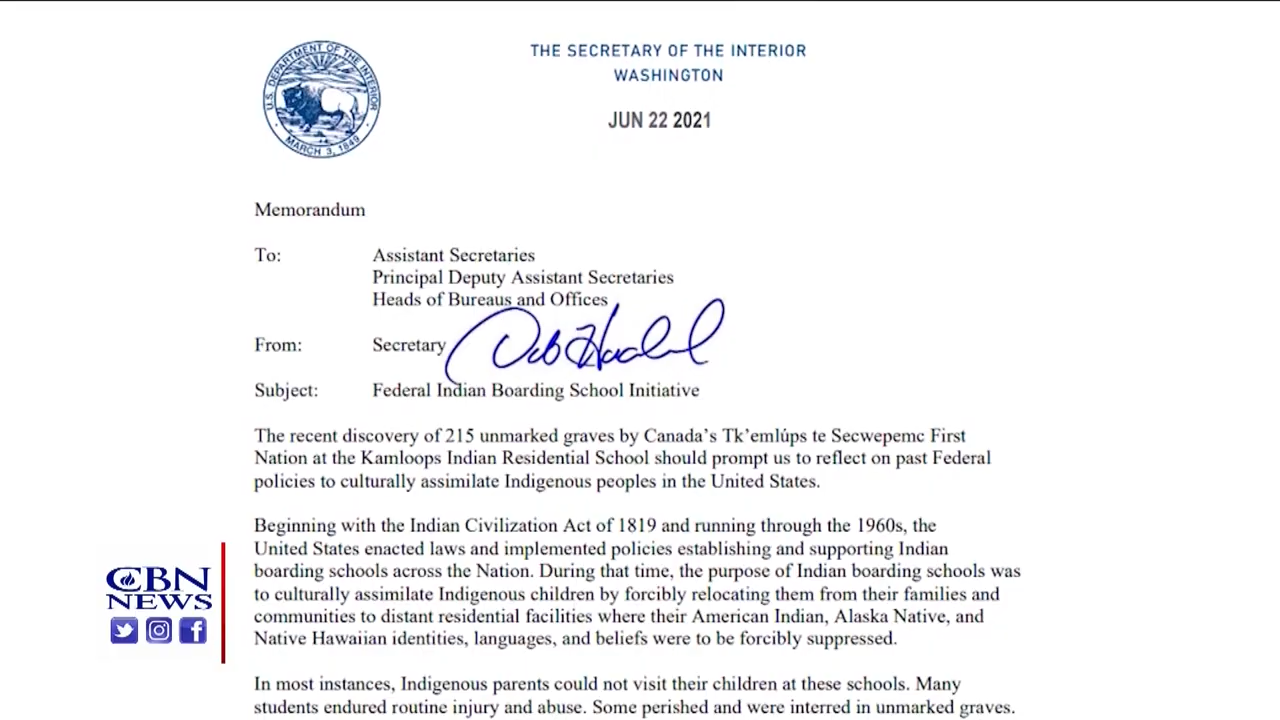 U.S. DEPARTMENT OF THE INTERIOR
MARCH 3, 1849
THE SECRETARY OF THE INTERIOR
WASHINGTON
JUN 22 2021
Memorandum
To: Assistant Secretaries
Principal Deputy Assistant Secretaries
Heads of Bureaus and Offices
From: Secretary Deb Haaland
Subject: Federal Indian Boarding School Initiative
The recent discovery of 215 unmarked graves by Canada's Tk'emlúps te Secwepemc First
Nation at the Kamloops Indian Residential School should prompt us to reflect on past Federal
policies to culturally assimilate Indigenous peoples in the United States.
Beginning with the Indian Civilization Act of 1819 and running through the 1960s, the
United States enacted laws and implemented policies establishing and supporting Indian
boarding schools across the Nation. During that time, the purpose of Indian boarding schools was
to culturally assimilate Indigenous children by forcibly relocating them from their families and
communities to distant residential facilities where their American Indian, Alaska Native, and
Native Hawaiian identities, languages, and beliefs were to be forcibly suppressed.
In most instances, Indigenous parents could not visit their children at these schools. Many
students endured routine injury and abuse. Some perished and were interred in unmarked graves.
CBN
NEWS